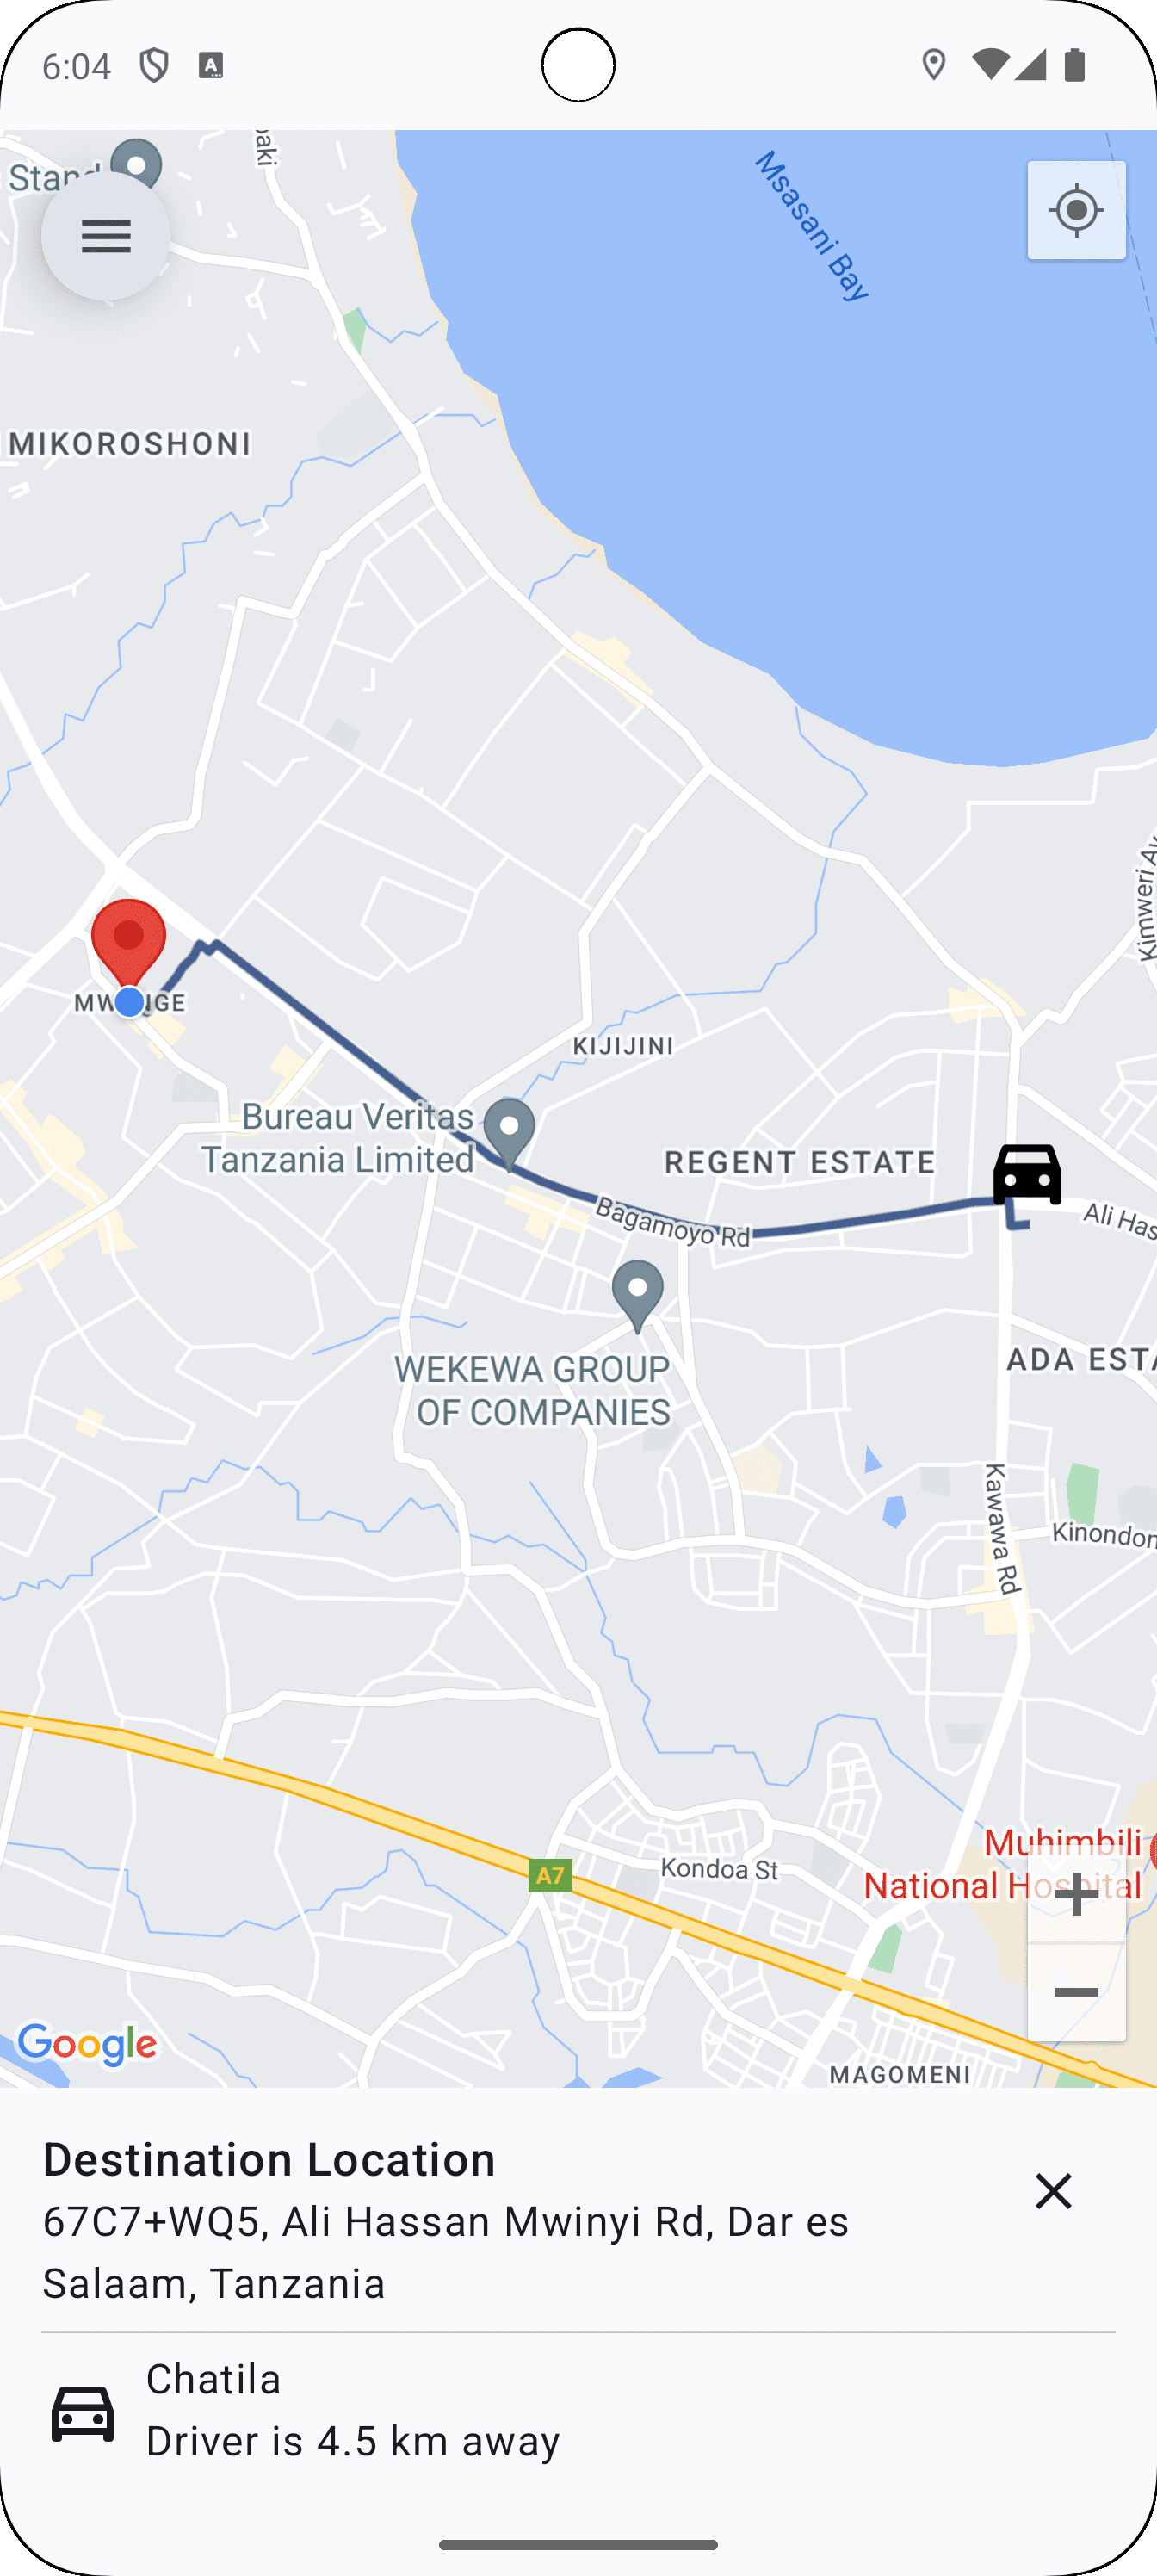 6:04
A
Stand
Msasani Bay
MIKOROSHONI
Kimweri Av
KIJIJINI
Bureau Veritas
Tanzania Limited
REGENT ESTATE
Bagamoyo Rd
Ali Has
WEKEWA GROUP
OF COMPANIES
ADA ESTA
Kawawa Rd
Kinondon
Muhimbili
National Hospital
A7
Kondoa St
Google
MAGOMENI
Destination Location
67C7+WQ5, Ali Hassan Mwinyi Rd, Dar es
Salaam, Tanzania
Chatila
Driver is 4.5 km away